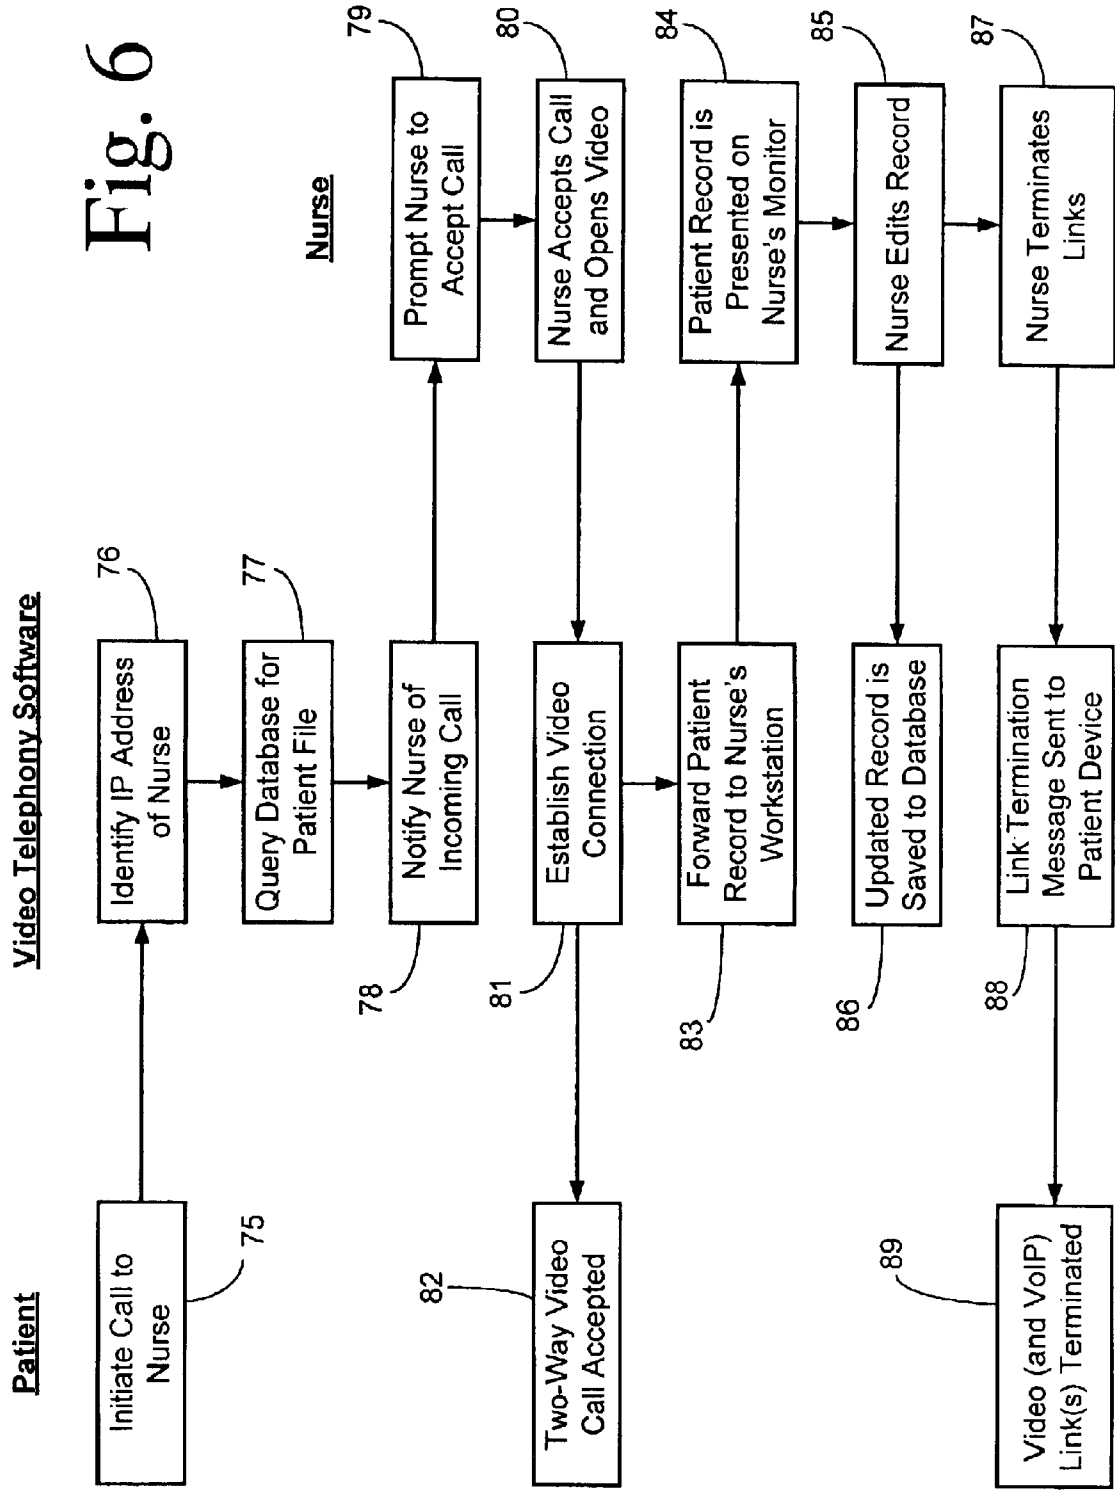 Fig. 6
Patient
Video Telephony Software
Nurse
Initiate Call to
Nurse
75
Identify IP Address
of Nurse
76
Query Database for
Patient File
77
Notify Nurse of
Incoming Call
78
Prompt Nurse to
Accept Call
79
Nurse Accepts Call
and Opens Video
80
Establish Video
Connection
81
Two-Way Video
Call Accepted
82
Forward Patient
Record to Nurse's
Workstation
83
Patient Record is
Presented on
Nurse's Monitor
84
Nurse Edits Record
85
Updated Record is
Saved to Database
86
Nurse Terminates
Links
87
Link Termination
Message Sent to
Patient Device
88
Video (and VoIP)
Link(s) Terminated
89